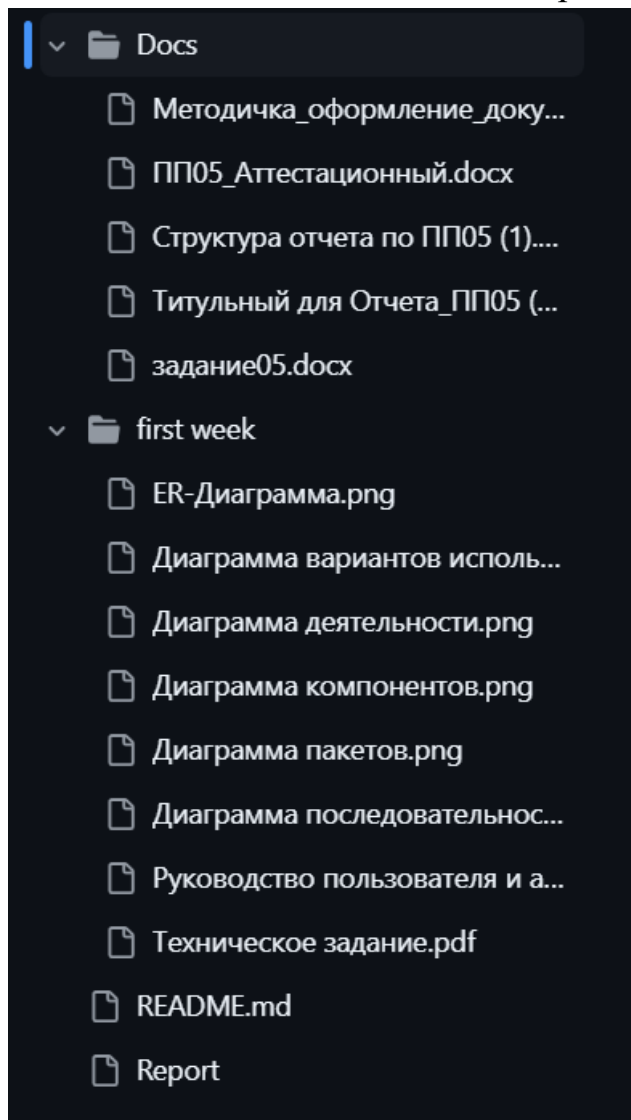 Docs
Методичка_оформление_доку...
ПП05_Аттестационный.docx
Структура отчета по ПП05 (1)....
Титульный для Отчета_ПП05 (...
задание05.docx
first week
ER-Диаграмма.png
Диаграмма вариантов исполь...
Диаграмма деятельности.png
Диаграмма компонентов.png
Диаграмма пакетов.png
Диаграмма последовательнос...
Руководство пользователя и а...
Техническое задание.pdf
README.md
Report